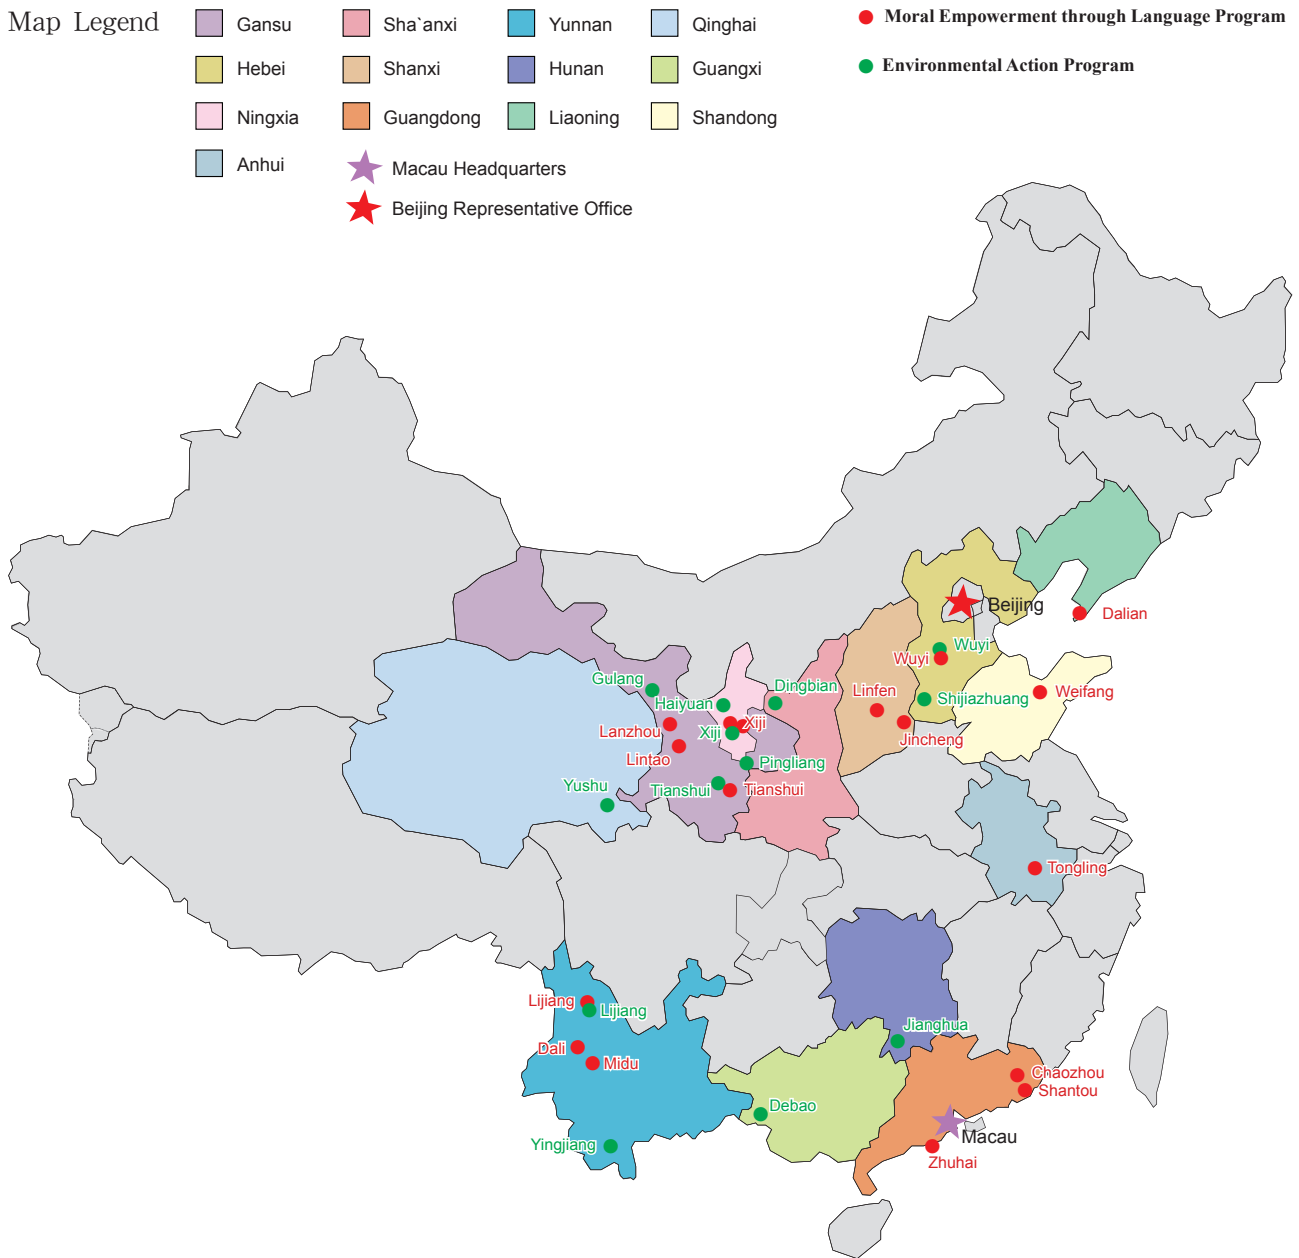 Map Legend
Gansu
Sha`anxi
Yunnan
Qinghai
Moral Empowerment through Language Program
Hebei
Shanxi
Hunan
Guangxi
Environmental Action Program
Ningxia
Guangdong
Liaoning
Shandong
Anhui
Macau Headquarters
Beijing Representative Office
Beijing
Dalian
Wuyi
Wuyi
Gulang
Dingbian
Linfen
Weifang
Haiyuan
Shijiazhuang
Lanzhou
Xiji
Xiji
Jincheng
Lintao
Pingliang
Yushu
Tianshui
Tianshui
Tongling
Lijiang
Lijiang
Jianghua
Dali
Midu
Chaozhou
Shantou
Debao
Macau
Yingjiang
Zhuhai